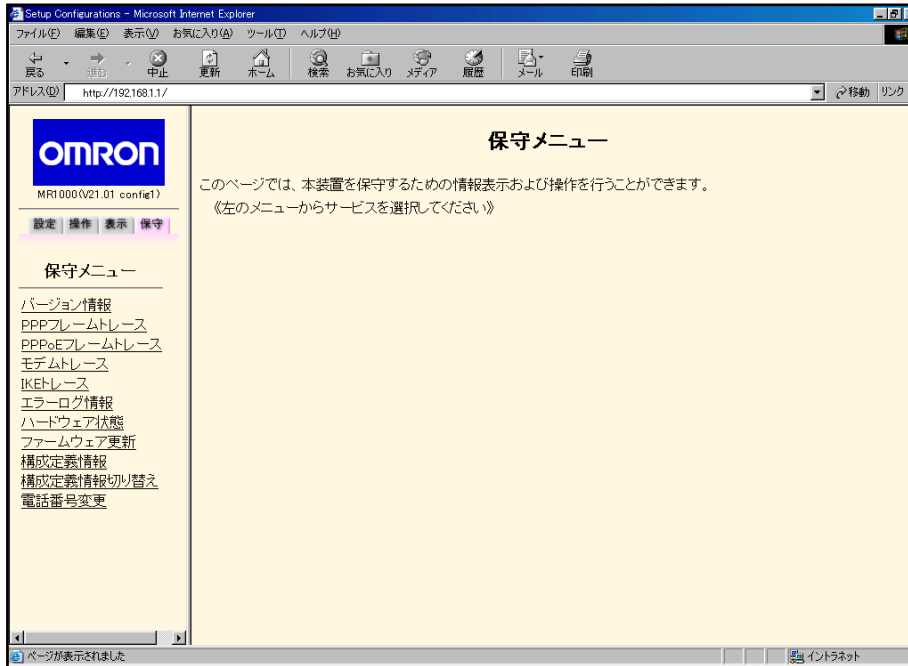 Setup Configurations - Microsoft Internet Explorer
ファイル(F) 編集(E) 表示(V) お気に入り(A) ツール(T) ヘルプ(H)
戻る 進む 中止 更新 ホーム 検索 お気に入り メディア 履歴 メール 印刷
アドレス(D) http://192.168.1.1/ 移動 リンク
OMRON
MR1000(V21.01 config1)
設定 操作 表示 保守
保守メニュー
バージョン情報
PPPフレームトレース
PPPoEフレームトレース
モデムトレース
IKEトレース
エラーログ情報
ハードウェア状態
ファームウェア更新
構成定義情報
構成定義情報切り替え
電話番号変更
保守メニュー
このページでは、本装置を保守するための情報表示および操作を行うことができます。
《左のメニューからサービスを選択してください》
ページが表示されました イントラネット